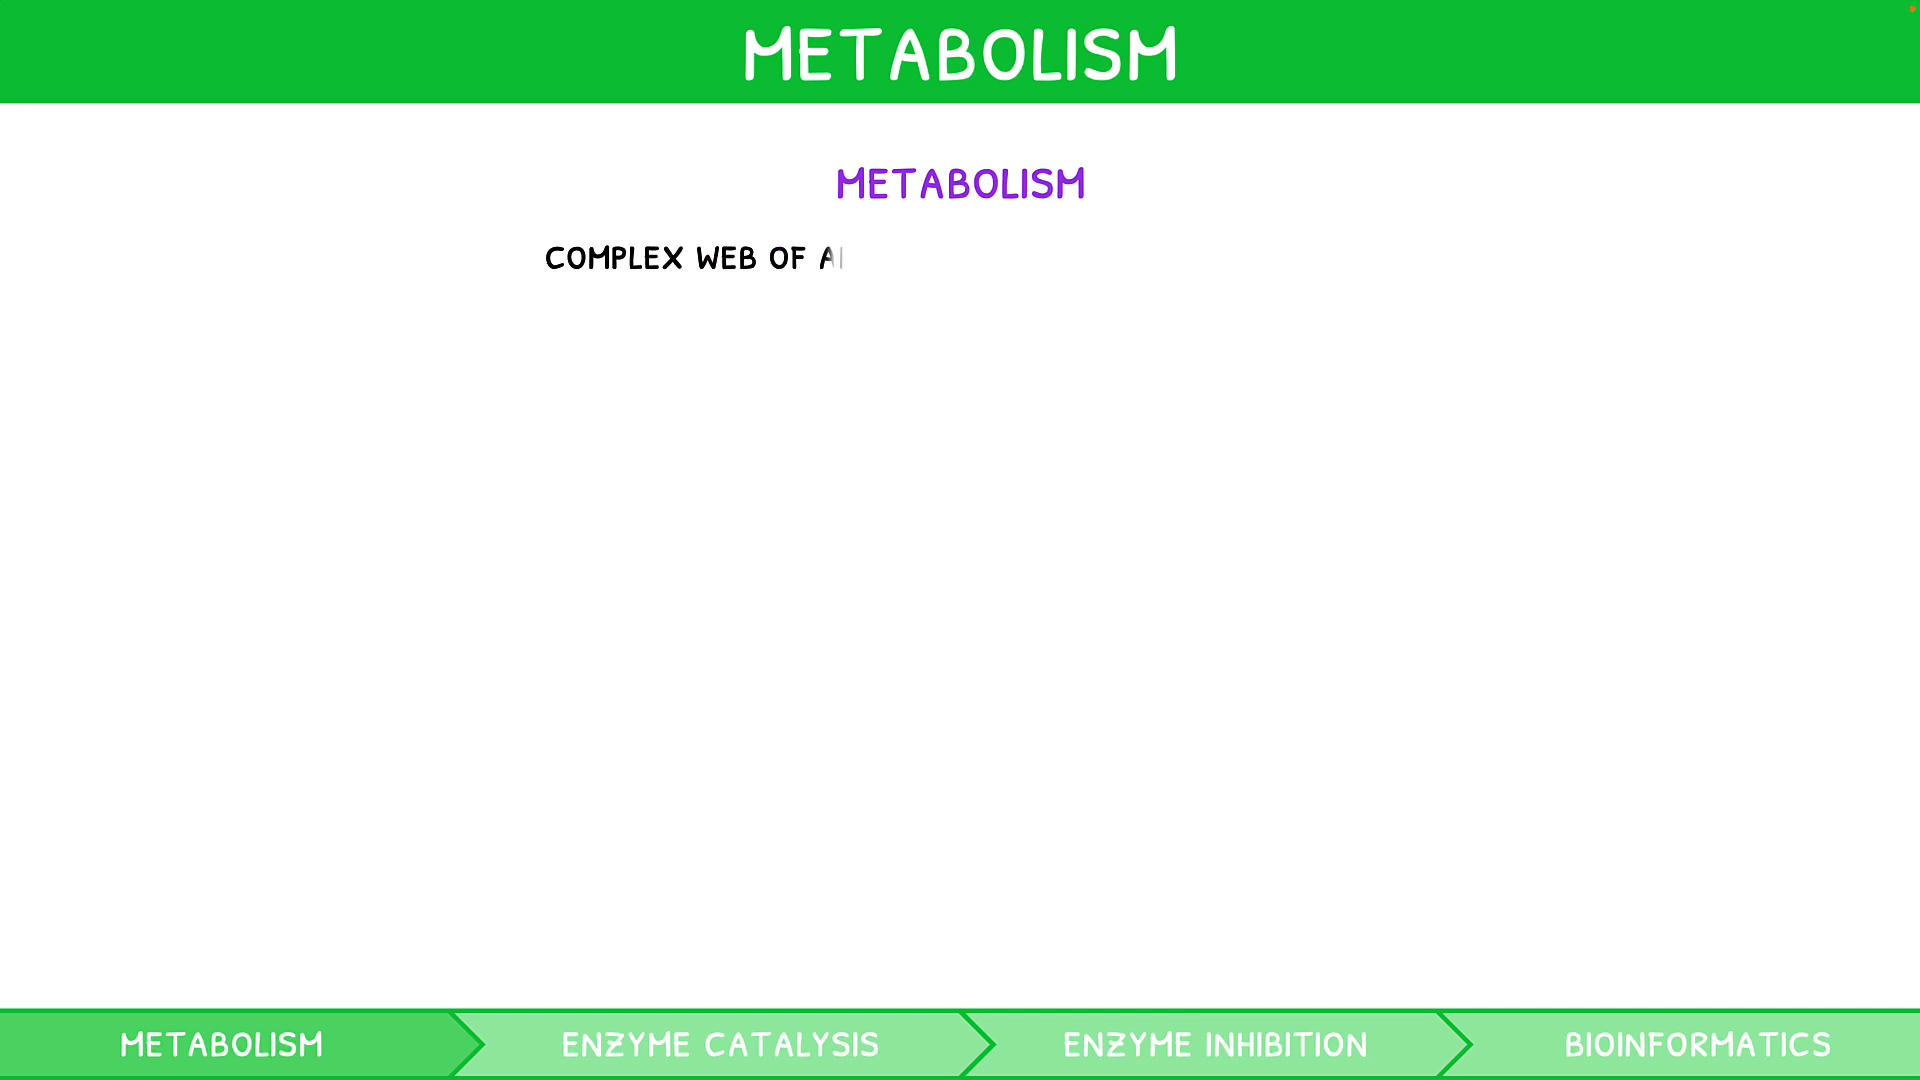 METABOLISM
METABOLISM
COMPLEX WEB OF
METABOLISM
ENZYME CATALYSIS
ENZYME INHIBITION
BIOINFORMATICS